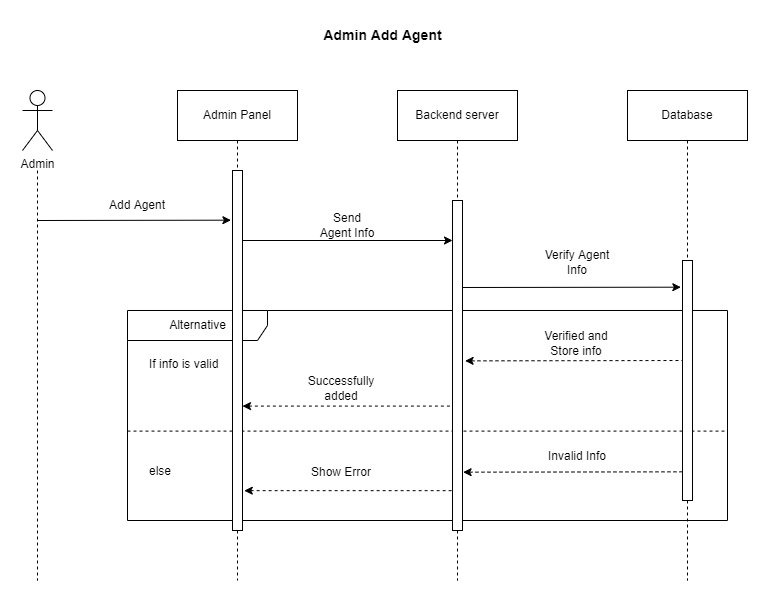 Admin Add Agent
Admin Panel
Backend server
Database
Admin
Add Agent
Send
Agent Info
Verify Agent
Info
Alternative
Verified and
Store info
If info is valid
Successfully
added
Invalid Info
else
Show Error